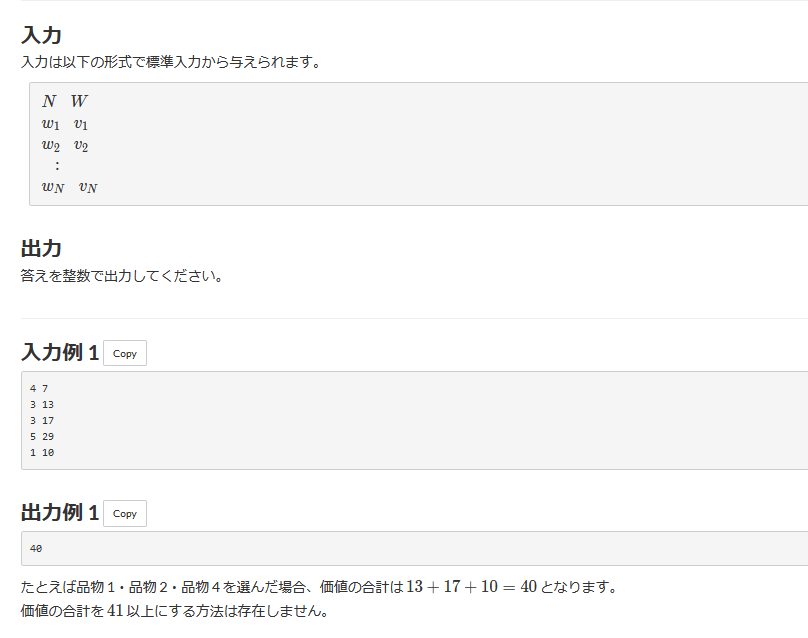 入力
入力は以下の形式で標準入力から与えられます。
N W
w₁ v₁
w₂ v₂
:
w_N v_N
出力
答えを整数で出力してください。
入力例 1 Copy
4 7
3 13
3 17
5 29
1 10
出力例 1 Copy
40
たとえば品物 1・品物 2・品物 4 を選んだ場合、価値の合計は 13 + 17 + 10 = 40 となります。
価値の合計を 41 以上にする方法は存在しません。